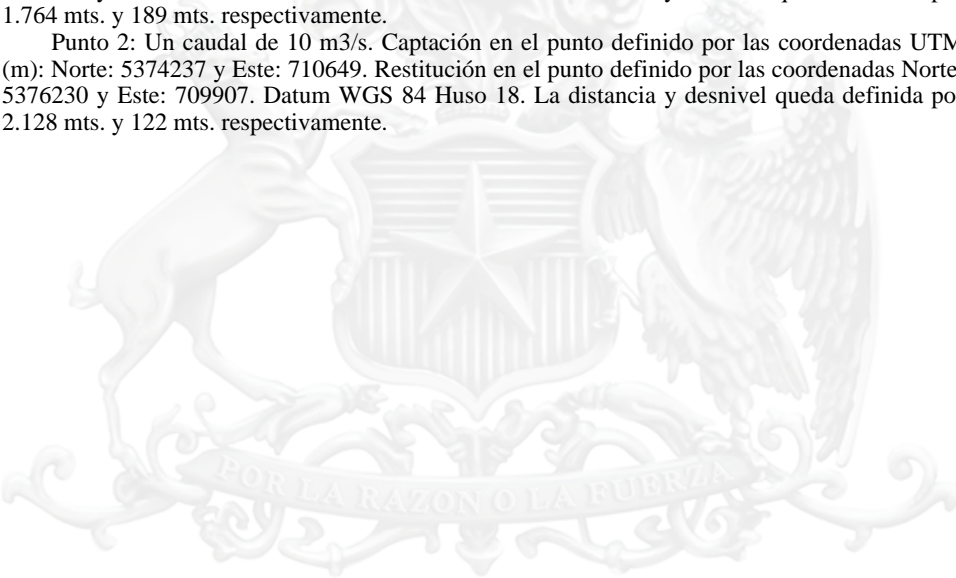 1.764 mts. y 189 mts. respectivamente.
Punto 2: Un caudal de 10 m3/s. Captación en el punto definido por las coordenadas UTM
(m): Norte: 5374237 y Este: 710649. Restitución en el punto definido por las coordenadas Norte
5376230 y Este: 709907. Datum WGS 84 Huso 18. La distancia y desnivel queda definida po
2.128 mts. y 122 mts. respectivamente.
POR LA RAZON O LA FUERZA